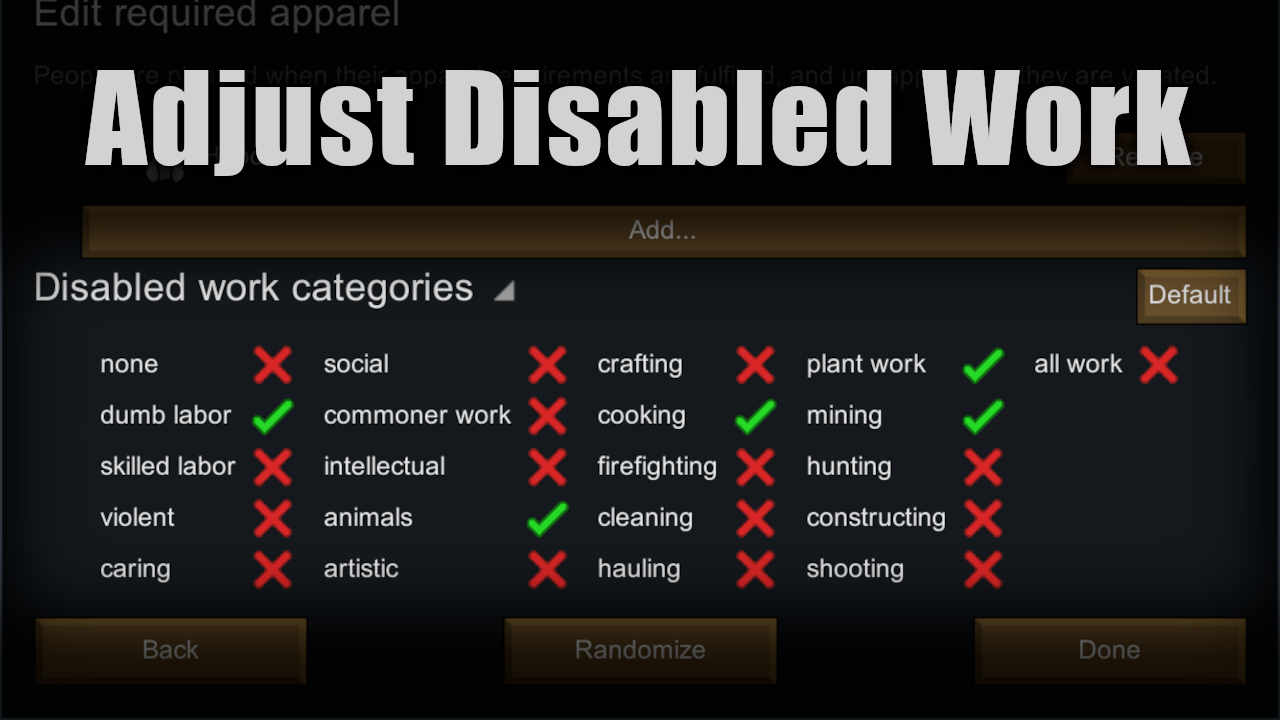 Edit required apparel
Adjust Disabled Work
Add...
Disabled work categories
Default
none social crafting plant work all work
dumb labor commoner work cooking mining
skilled labor intellectual firefighting hunting
violent animals cleaning constructing
caring artistic hauling shooting
Back Randomize Done